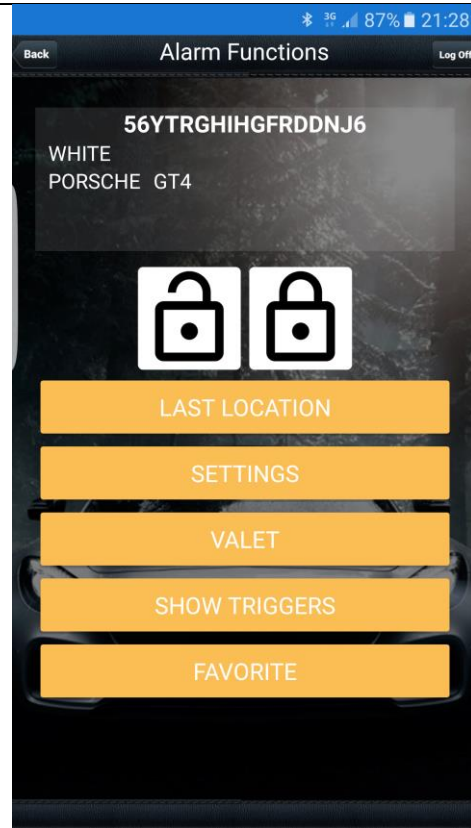 3G 87% 21:28
Back Alarm Functions Log Off
56YTRGHIHGFRDDNJ6
WHITE
PORSCHE GT4
LAST LOCATION
SETTINGS
VALET
SHOW TRIGGERS
FAVORITE